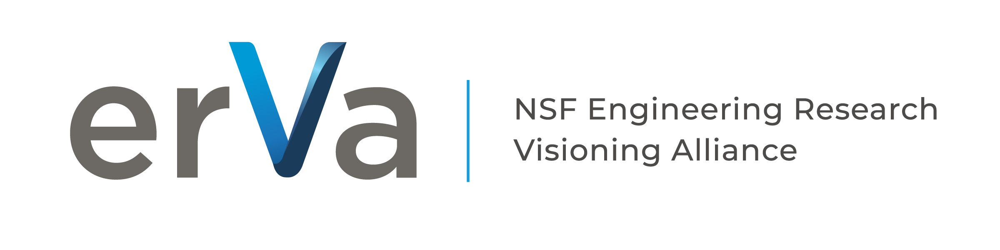 erVa
NSF Engineering Research
Visioning Alliance